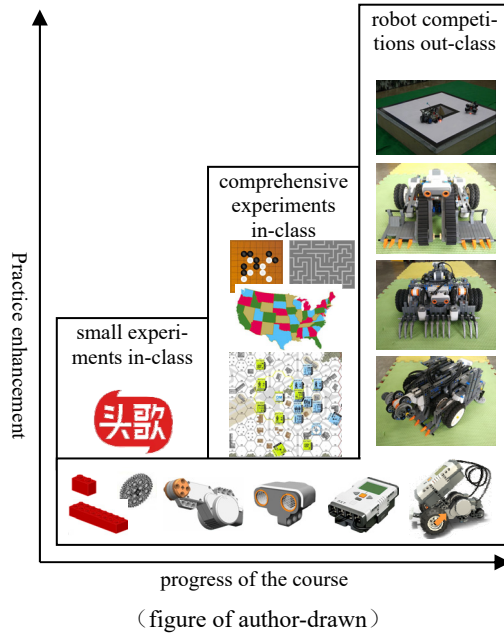 robot competi-
tions out-class
comprehensive
experiments
in-class
small experi-
ments in-class
头歌
Practice enhancement
progress of the course
（figure of author-drawn）